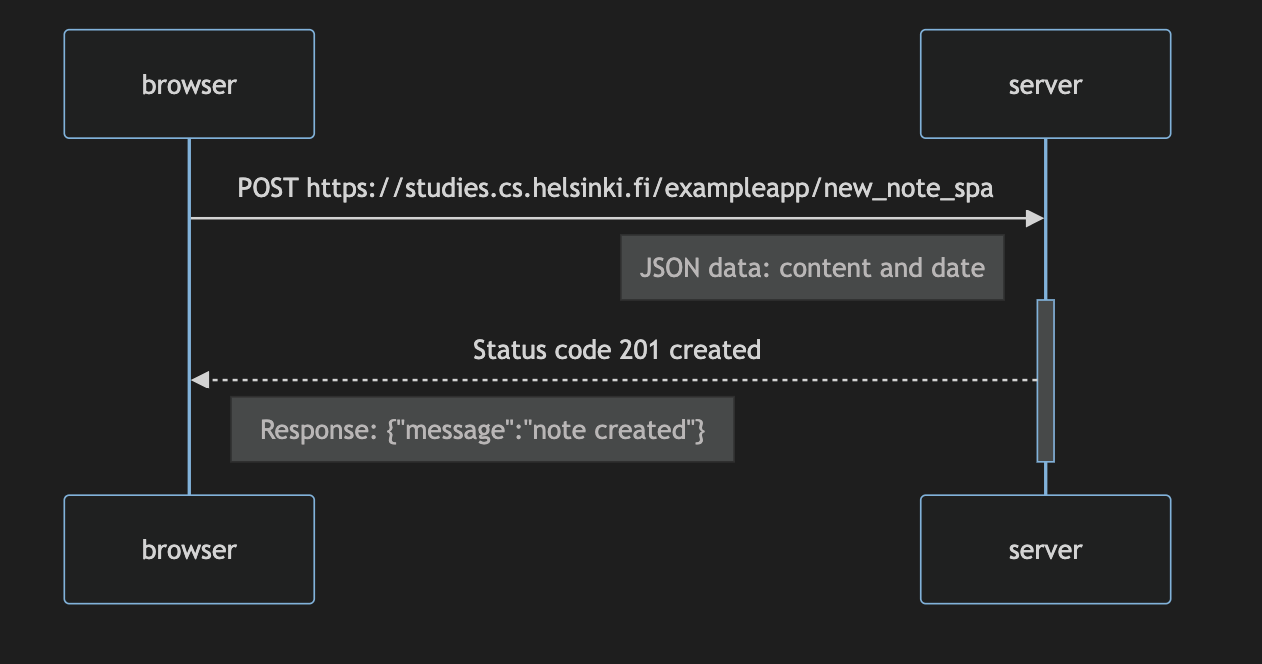 browser
server
POST https://studies.cs.helsinki.fi/exampleapp/new_note_spa
JSON data: content and date
Status code 201 created
Response: {"message":"note created"}
browser
server